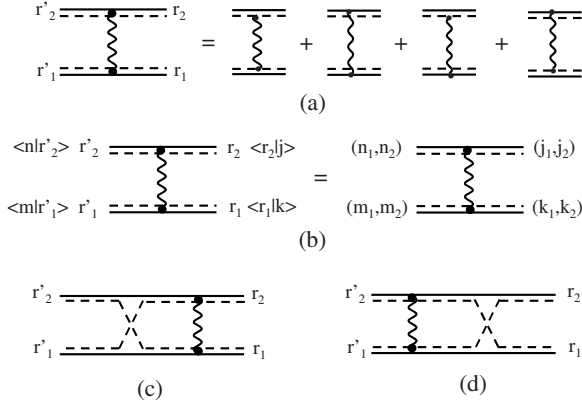 r'₂ r₂
= + + +
r'₁ r₁
(a)
<n|r'₂> r'₂ r₂ <r₂|j> (n₁,n₂) (j₁,j₂)
=
<m|r'₁> r'₁ r₁ <r₁|k> (m₁,m₂) (k₁,k₂)
(b)
r'₂ r₂ r'₂ r₂
r'₁ r₁ r'₁ r₁
(c) (d)